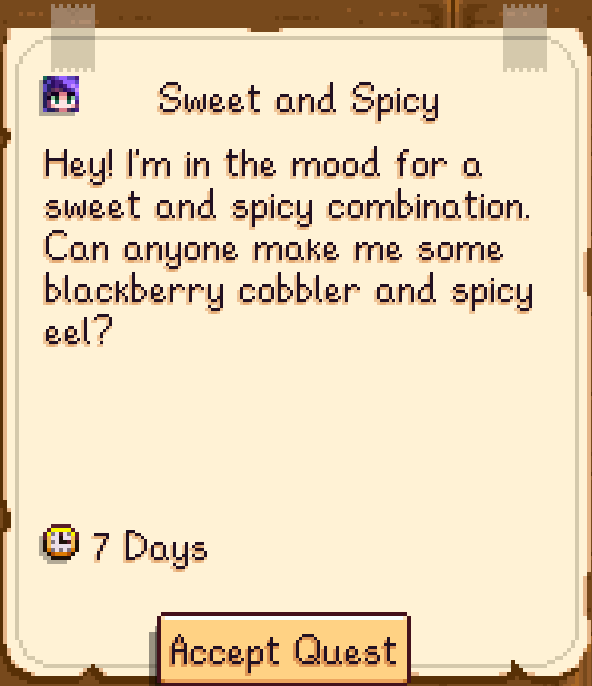 Sweet and Spicy
Hey! I'm in the mood for a
sweet and spicy combination.
Can anyone make me some
blackberry cobbler and spicy
eel?
7 Days
Accept Quest